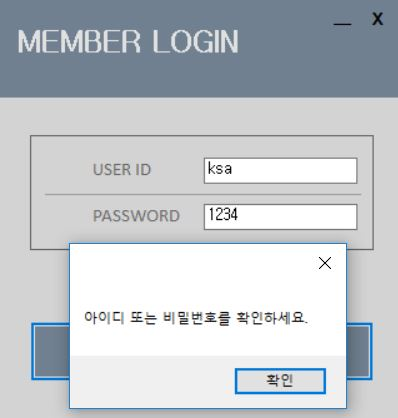 MEMBER LOGIN
— X
USER ID ksa
PASSWORD 1234
아이디 또는 비밀번호를 확인하세요.
확인